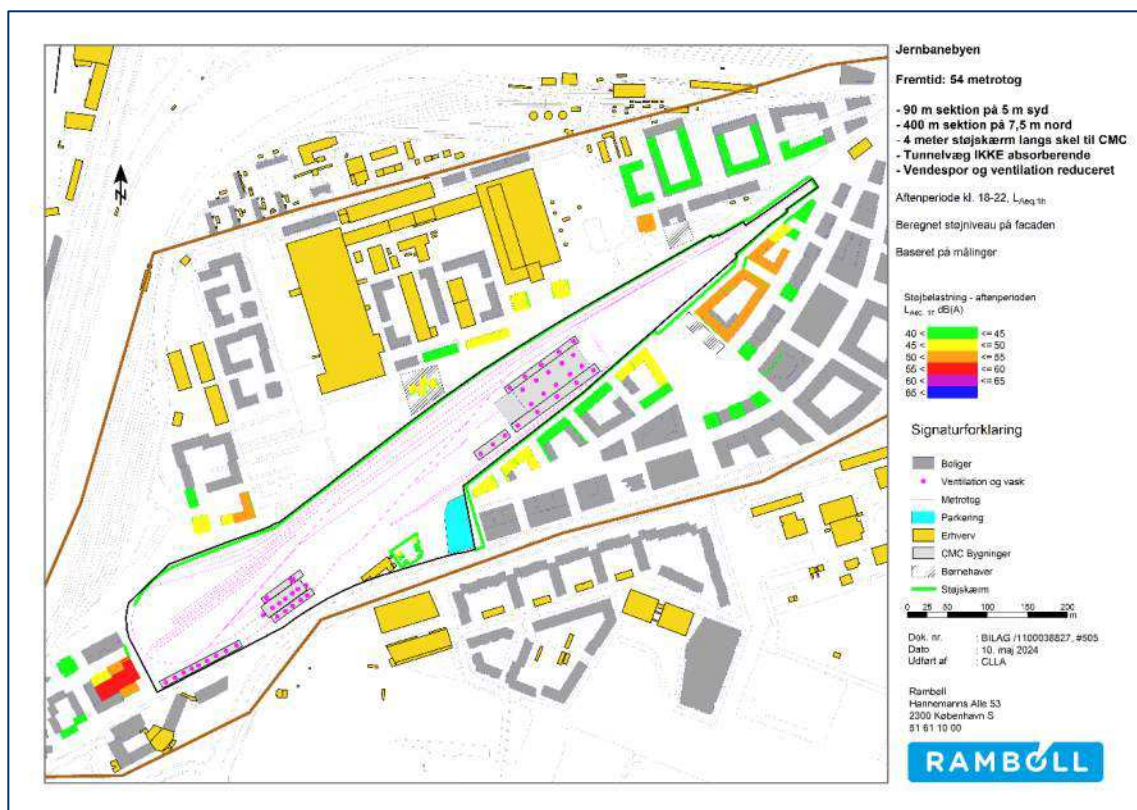 Jernbanebyen
Fremtid: 54 metrotog
- 90 m sektion på 5 m syd
- 400 m sektion på 7,5 m nord
- 4 meter støjskærm langs skel til CMC
- Tunnelvæg IKKE absorberende
- Vendespor og ventilation reduceret
Aftenperiode kl. 18-22, LAeq,1h
Beregnet støjniveau på facaden
Baseret på målinger
Støjbelastning - aftenperioden
LAeq, 1h dB(A)
40 < <= 45
45 < <= 50
50 < <= 55
55 < <= 60
60 < <= 65
65 <
Signaturforklaring
Boliger
Ventilation og vask
Metrotog
Parkering
Erhverv
CMC Bygninger
Børnehaver
Støjskærm
0 25 50 100 150 200
m
Dok. nr. : BILAG /1100038827, #505
Dato : 10. maj 2024
Udført af : CLLA
Rambøll
Hannemanns Alle 53
2300 København S
51 61 10 00
RAMBOLL
N